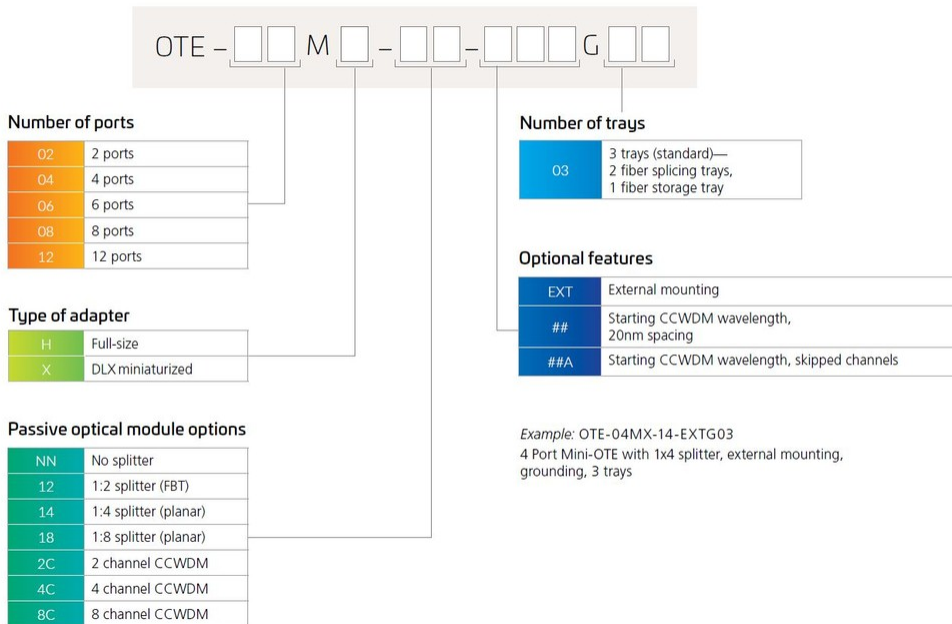 OTE – M – – G
Number of ports
02 2 ports
04 4 ports
06 6 ports
08 8 ports
12 12 ports
Type of adapter
H Full-size
X DLX miniaturized
Passive optical module options
NN No splitter
12 1:2 splitter (FBT)
14 1:4 splitter (planar)
18 1:8 splitter (planar)
2C 2 channel CCWDM
4C 4 channel CCWDM
8C 8 channel CCWDM
Number of trays
03 3 trays (standard)—
2 fiber splicing trays,
1 fiber storage tray
Optional features
EXT External mounting
## Starting CCWDM wavelength,
20nm spacing
##A Starting CCWDM wavelength, skipped channels
Example: OTE-04MX-14-EXTG03
4 Port Mini-OTE with 1x4 splitter, external mounting,
grounding, 3 trays